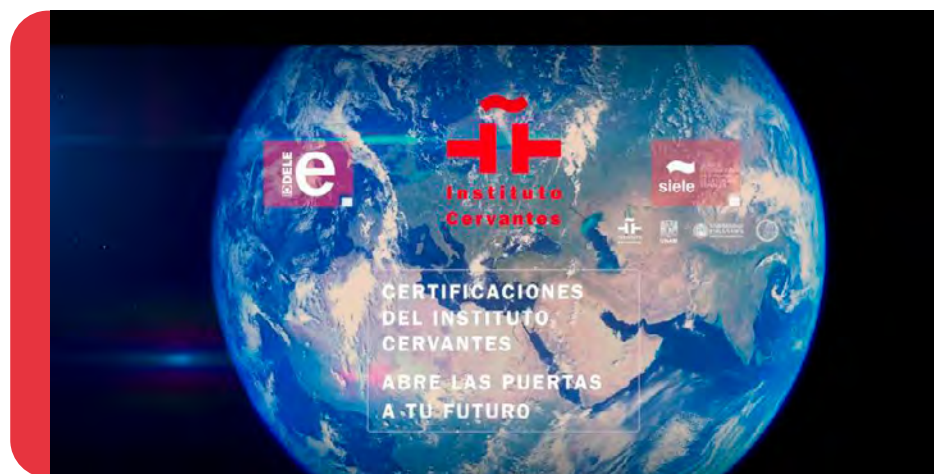 DELE
e
Instituto
Cervantes
siele
CERTIFICACIONES
DEL INSTITUTO
CERVANTES
ABRE LAS PUERTAS
A TU FUTURO